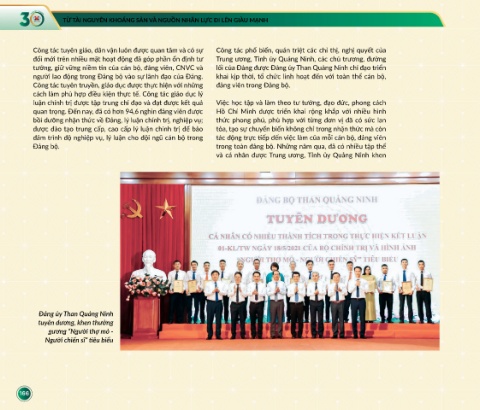 30 TỪ TÀI NGUYÊN KHOÁNG SẢN VÀ NGUỒN NHÂN LỰC ĐI LÊN GIÀU MẠNH
Công tác tuyên giáo, dân vận luôn được quan tâm và có sự
đổi mới trên nhiều mặt hoạt động đã góp phần ổn định tư
tưởng, giữ vững niềm tin của cán bộ, đảng viên, CNVC và
người lao động trong Đảng bộ vào sự lãnh đạo của Đảng.
Công tác tuyên truyền, giáo dục được thực hiện với những
cách làm phù hợp điều kiện thực tế. Công tác giáo dục lý
luận chính trị được tập trung chỉ đạo và đạt được kết quả
quan trọng. Đến nay, đã có hơn 94,6 nghìn đảng viên được
bồi dưỡng nhận thức về Đảng, lý luận chính trị, nghiệp vụ;
được đào tạo trung cấp, cao cấp lý luận chính trị để bảo
đảm trình độ nghiệp vụ, lý luận cho đội ngũ cán bộ trong
Đảng bộ.
Công tác phổ biến, quán triệt các chỉ thị, nghị quyết của
Trung ương, Tỉnh ủy Quảng Ninh, các chủ trương, đường
lối của Đảng được Đảng ủy Than Quảng Ninh chỉ đạo triển
khai kịp thời, tổ chức linh hoạt đến với toàn thể cán bộ,
đảng viên trong Đảng bộ.
Việc học tập và làm theo tư tưởng, đạo đức, phong cách
Hồ Chí Minh được triển khai rộng khắp với nhiều hình
thức phong phú, phù hợp với từng đơn vị đã có sức lan
tỏa, tạo sự chuyển biến không chỉ trong nhận thức mà còn
tác động trực tiếp đến việc làm của mỗi cán bộ, đảng viên
trong toàn đảng bộ. Những năm qua, đã có nhiều tập thể
và cá nhân được Trung ương, Tỉnh ủy Quảng Ninh khen
ĐẢNG BỘ THAN QUẢNG NINH
TUYÊN DƯƠNG
CÁ NHÂN CÓ NHIỀU THÀNH TÍCH TRONG THỰC HIỆN KẾT LUẬN
01-KL/TW NGÀY 18/5/2021 CỦA BỘ CHÍNH TRỊ VÀ HÌNH ẢNH
"NGƯỜI THỢ MỎ - NGƯỜI CHIẾN SĨ" TIÊU BIỂU
Đảng ủy Than Quảng Ninh
tuyên dương, khen thưởng
gương "Người thợ mỏ -
Người chiến sĩ" tiêu biểu
166